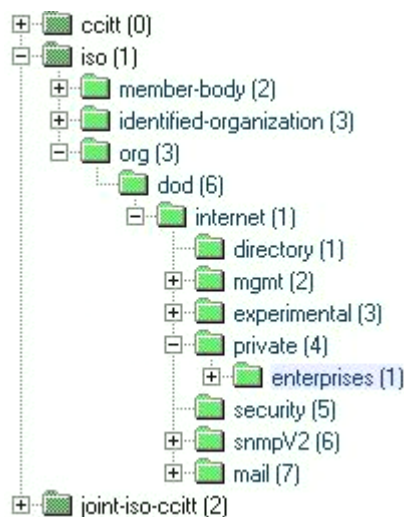 ccitt (0)
iso (1)
member-body (2)
identified-organization (3)
org (3)
dod (6)
internet (1)
directory (1)
mgmt (2)
experimental (3)
private (4)
enterprises (1)
security (5)
snmpV2 (6)
mail (7)
joint-iso-ccitt (2)